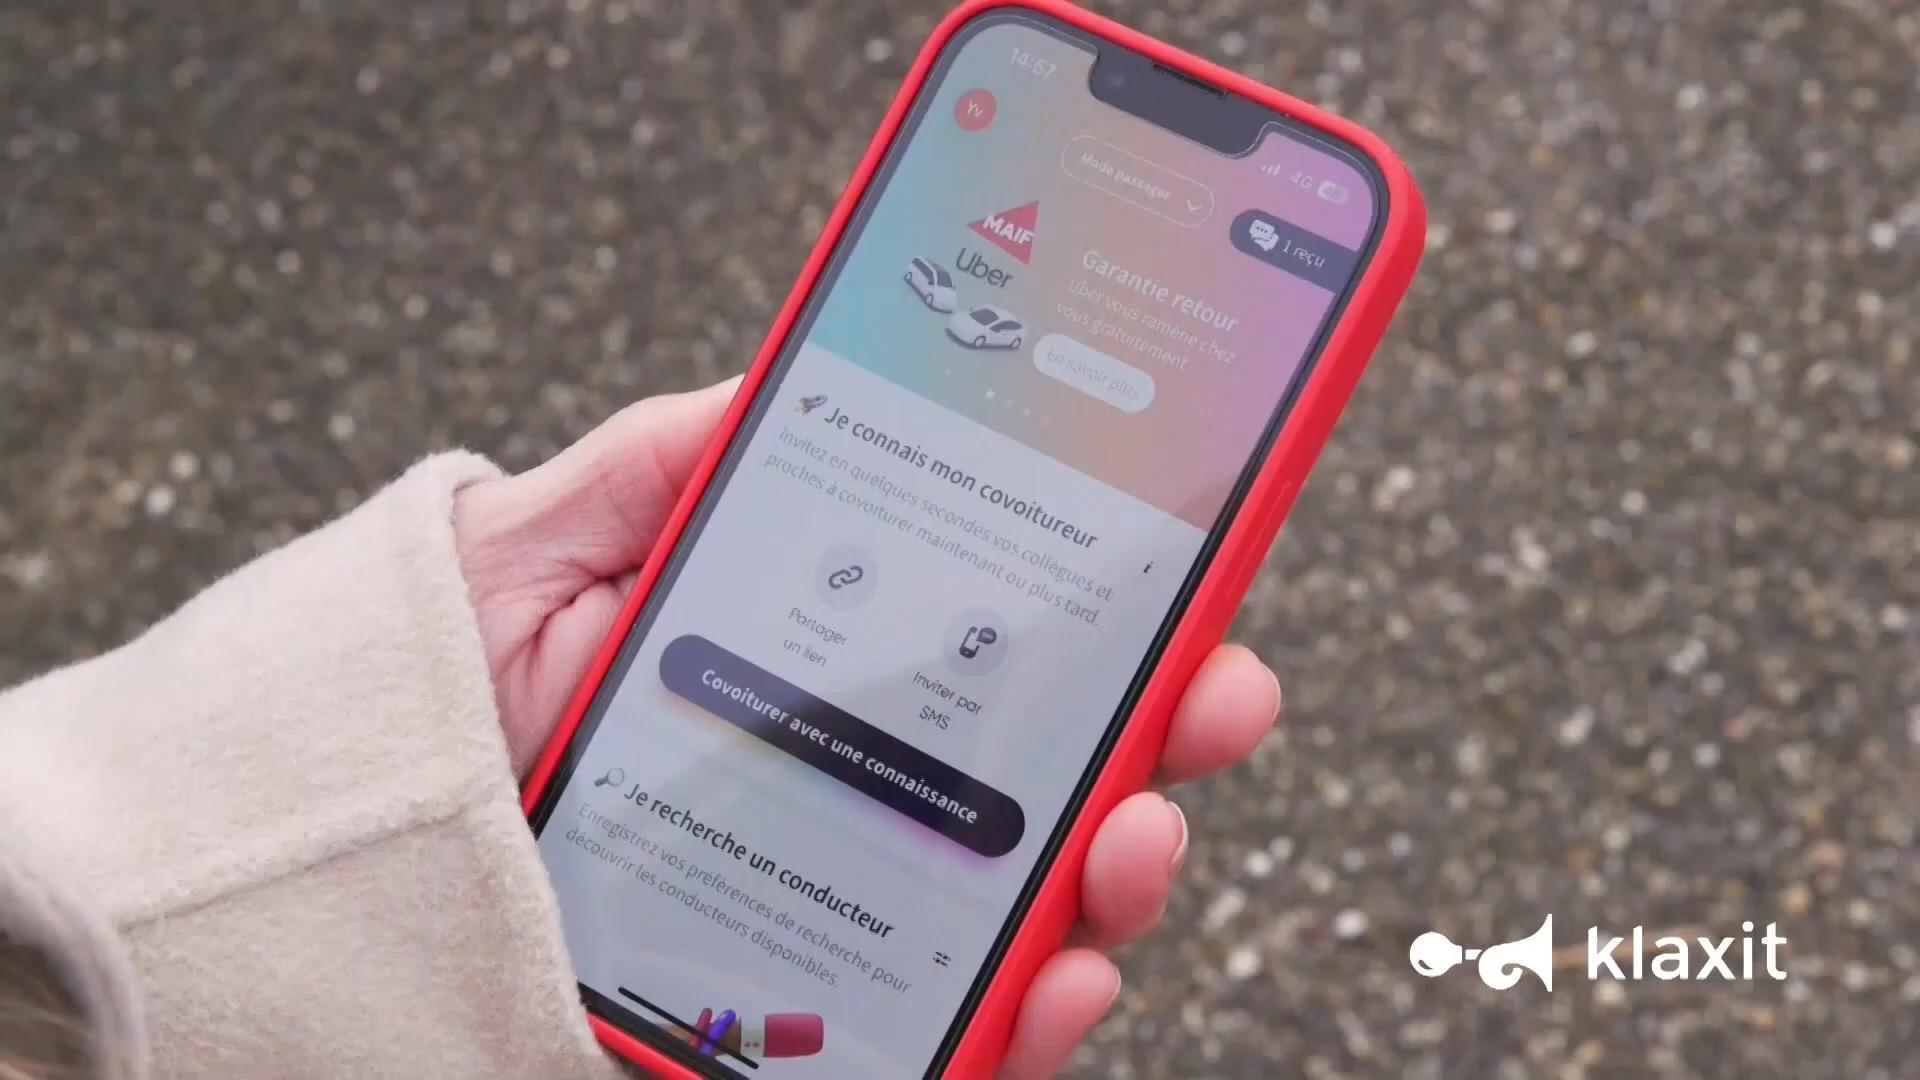 14:57
4G
Yv
Mode passager
1 reçu
MAIF
Uber
Garantie retour
Uber vous ramène chez
vous gratuitement
En savoir plus
Je connais mon covoitureur
Invitez en quelques secondes vos collègues et
proches à covoiturer maintenant ou plus tard.
i
Partager
un lien
Inviter par
SMS
Covoiturer avec une connaissance
Je recherche un conducteur
Enregistrez vos préférences de recherche pour
découvrir les conducteurs disponibles.
klaxit